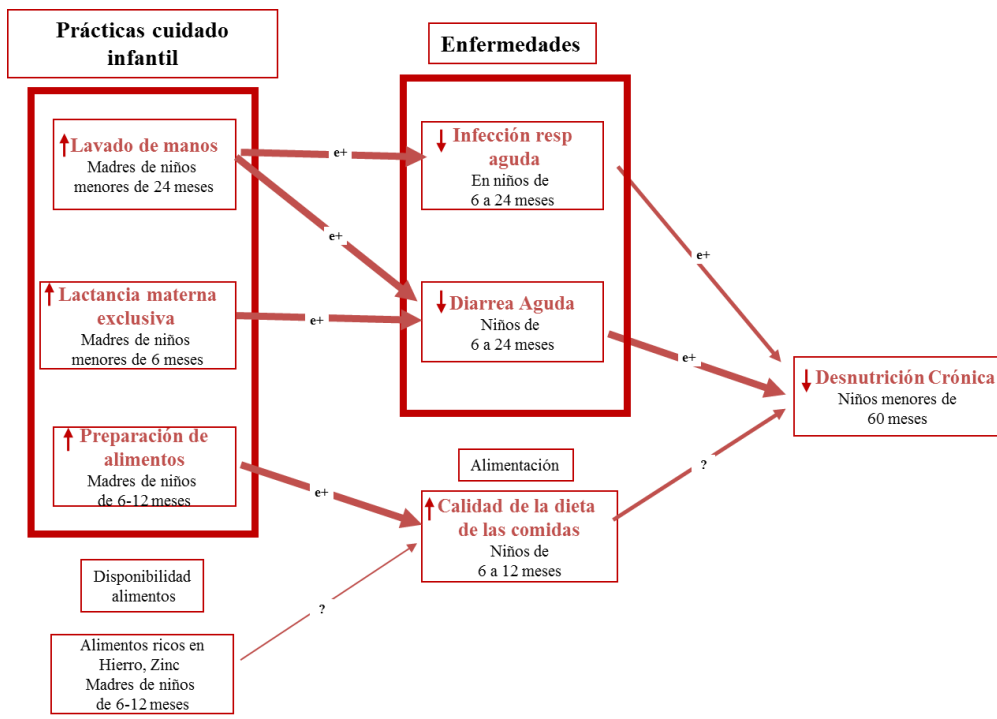 Prácticas cuidado
infantil
Enfermedades
Lavado de manos
Madres de niños
menores de 24 meses
e+
Infección resp
aguda
En niños de
6 a 24 meses
e+
e+
Lactancia materna
exclusiva
Madres de niños
menores de 6 meses
e+
Diarrea Aguda
Niños de
6 a 24 meses
e+
Desnutrición Crónica
Niños menores de
60 meses
Preparación de
alimentos
Madres de niños
de 6-12 meses
e+
Alimentación
Calidad de la dieta
de las comidas
Niños de
6 a 12 meses
?
Disponibilidad
alimentos
?
Alimentos ricos en
Hierro, Zinc
Madres de niños
de 6-12 meses